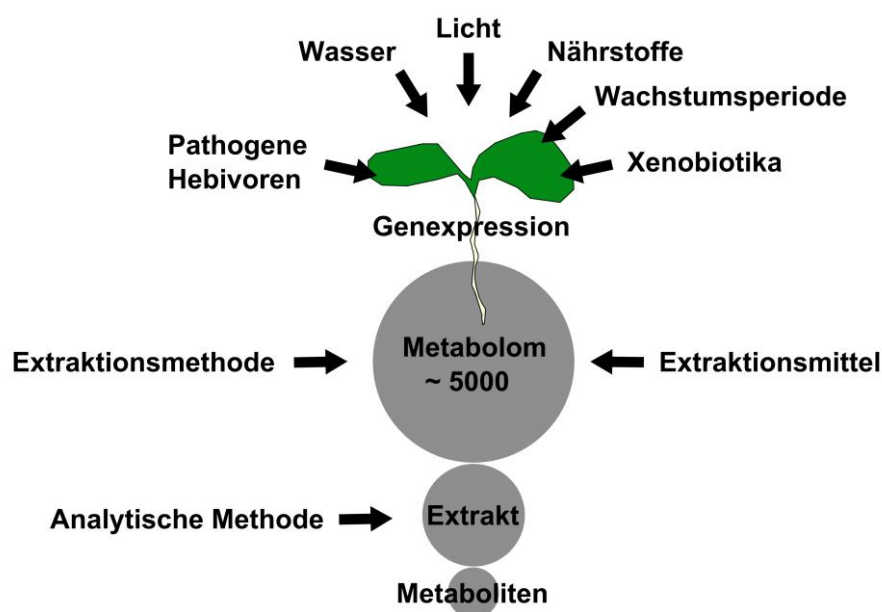 Licht
Wasser
Nährstoffe
Wachstumsperiode
Pathogene
Hebivoren
Xenobiotika
Genexpression
Metabolom
~ 5000
Extraktionsmethode
Extraktionsmittel
Analytische Methode
Extrakt
Metaboliten